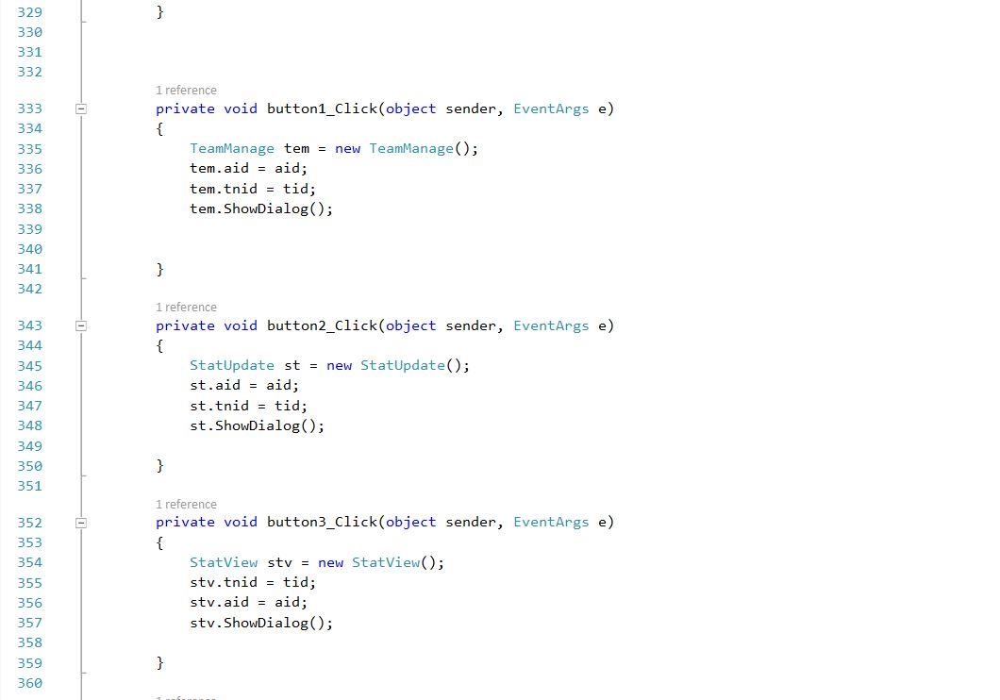 329 }
330
331
332
1 reference
333 private void button1_Click(object sender, EventArgs e)
334 {
335 TeamManage tem = new TeamManage();
336 tem.aid = aid;
337 tem.tnid = tid;
338 tem.ShowDialog();
339
340
341 }
342
1 reference
343 private void button2_Click(object sender, EventArgs e)
344 {
345 StatUpdate st = new StatUpdate();
346 st.aid = aid;
347 st.tnid = tid;
348 st.ShowDialog();
349
350 }
351
1 reference
352 private void button3_Click(object sender, EventArgs e)
353 {
354 StatView stv = new StatView();
355 stv.tnid = tid;
356 stv.aid = aid;
357 stv.ShowDialog();
358
359 }
360
1 reference